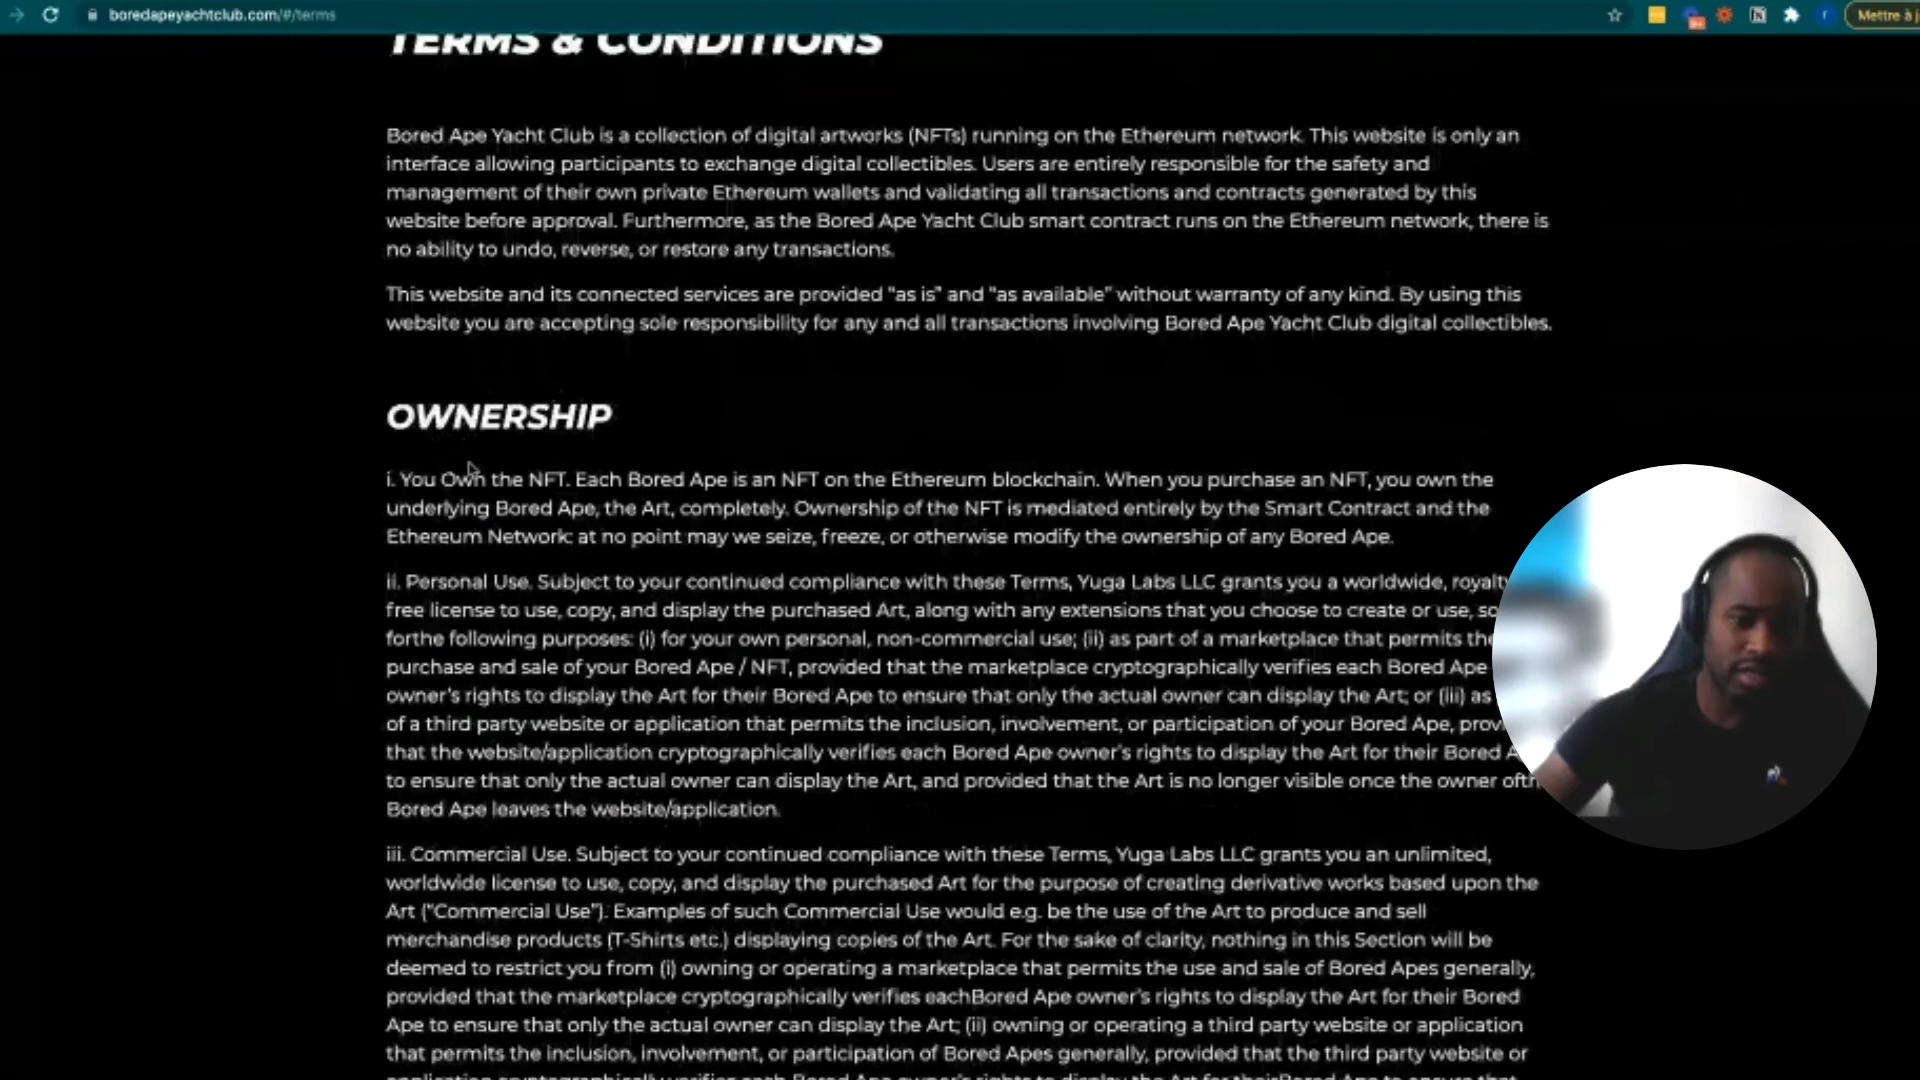 boredapeyachtclub.com/#/terms
Mettre à j
TERMS & CONDITIONS
Bored Ape Yacht Club is a collection of digital artworks (NFTs) running on the Ethereum network. This website is only an
interface allowing participants to exchange digital collectibles. Users are entirely responsible for the safety and
management of their own private Ethereum wallets and validating all transactions and contracts generated by this
website before approval. Furthermore, as the Bored Ape Yacht Club smart contract runs on the Ethereum network, there is
no ability to undo, reverse, or restore any transactions.
This website and its connected services are provided "as is" and "as available" without warranty of any kind. By using this
website you are accepting sole responsibility for any and all transactions involving Bored Ape Yacht Club digital collectibles.
OWNERSHIP
i. You Own the NFT. Each Bored Ape is an NFT on the Ethereum blockchain. When you purchase an NFT, you own the
underlying Bored Ape, the Art, completely. Ownership of the NFT is mediated entirely by the Smart Contract and the
Ethereum Network: at no point may we seize, freeze, or otherwise modify the ownership of any Bored Ape.
ii. Personal Use. Subject to your continued compliance with these Terms, Yuga Labs LLC grants you a worldwide, royalty
free license to use, copy, and display the purchased Art, along with any extensions that you choose to create or use, so
forthe following purposes: (i) for your own personal, non-commercial use; (ii) as part of a marketplace that permits the
purchase and sale of your Bored Ape / NFT, provided that the marketplace cryptographically verifies each Bored Ape
owner's rights to display the Art for their Bored Ape to ensure that only the actual owner can display the Art; or (iii) as
of a third party website or application that permits the inclusion, involvement, or participation of your Bored Ape, prov
that the website/application cryptographically verifies each Bored Ape owner's rights to display the Art for their Bored A
to ensure that only the actual owner can display the Art, and provided that the Art is no longer visible once the owner ofth
Bored Ape leaves the website/application.
iii. Commercial Use. Subject to your continued compliance with these Terms, Yuga Labs LLC grants you an unlimited,
worldwide license to use, copy, and display the purchased Art for the purpose of creating derivative works based upon the
Art ("Commercial Use"). Examples of such Commercial Use would e.g. be the use of the Art to produce and sell
merchandise products (T-Shirts etc.) displaying copies of the Art. For the sake of clarity, nothing in this Section will be
deemed to restrict you from (i) owning or operating a marketplace that permits the use and sale of Bored Apes generally,
provided that the marketplace cryptographically verifies eachBored Ape owner's rights to display the Art for their Bored
Ape to ensure that only the actual owner can display the Art; (ii) owning or operating a third party website or application
that permits the inclusion, involvement, or participation of Bored Apes generally, provided that the third party website or
application cryptographically verifies each Bored Ape owner's rights to display the Art for theirBored Ape to ensure that